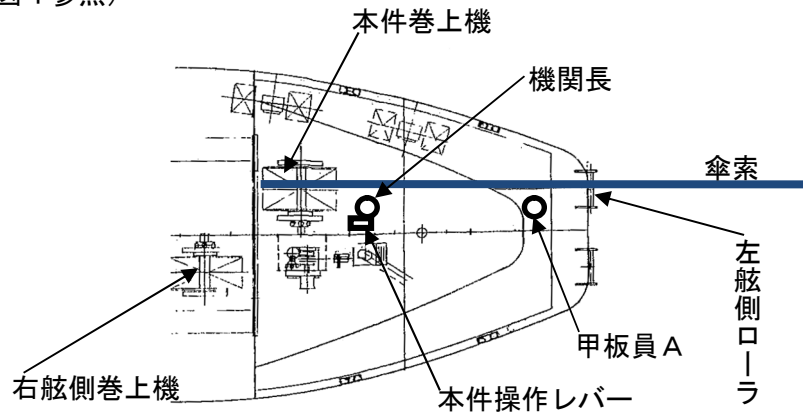 図1参照）
本件巻上機
機関長
傘索
左舷側ローラ
甲板員A
右舷側巻上機
本件操作レバー